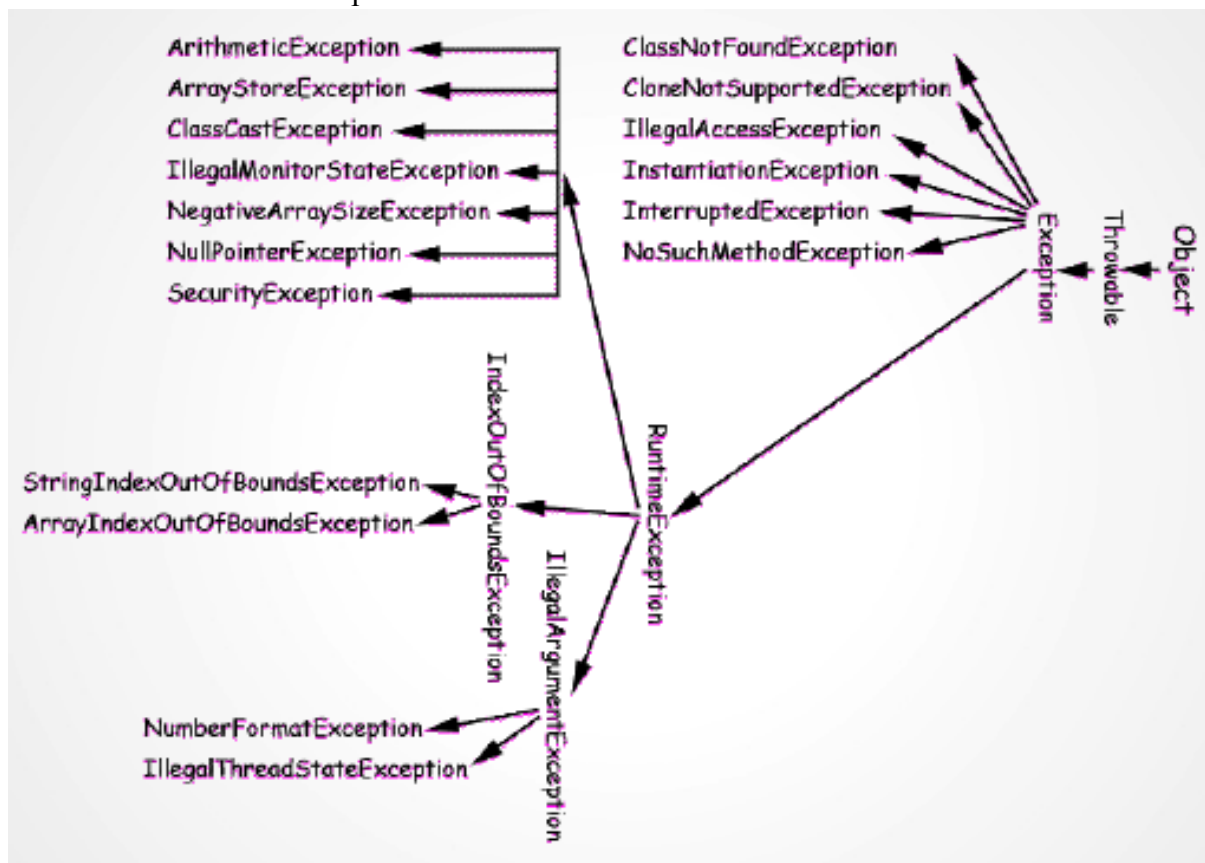 p
ArithmeticException
ArrayStoreException
ClassCastException
IllegalMonitorStateException
NegativeArraySizeException
NullPointerException
SecurityException
ClassNotFoundException
CloneNotSupportedException
IllegalAccessException
InstantiationException
InterruptedException
NoSuchMethodException
Exception
Throwable
Object
RuntimeException
IndexOutOfBoundsException
StringIndexOutOfBoundsException
ArrayIndexOutOfBoundsException
IllegalArgumentException
NumberFormatException
IllegalThreadStateException